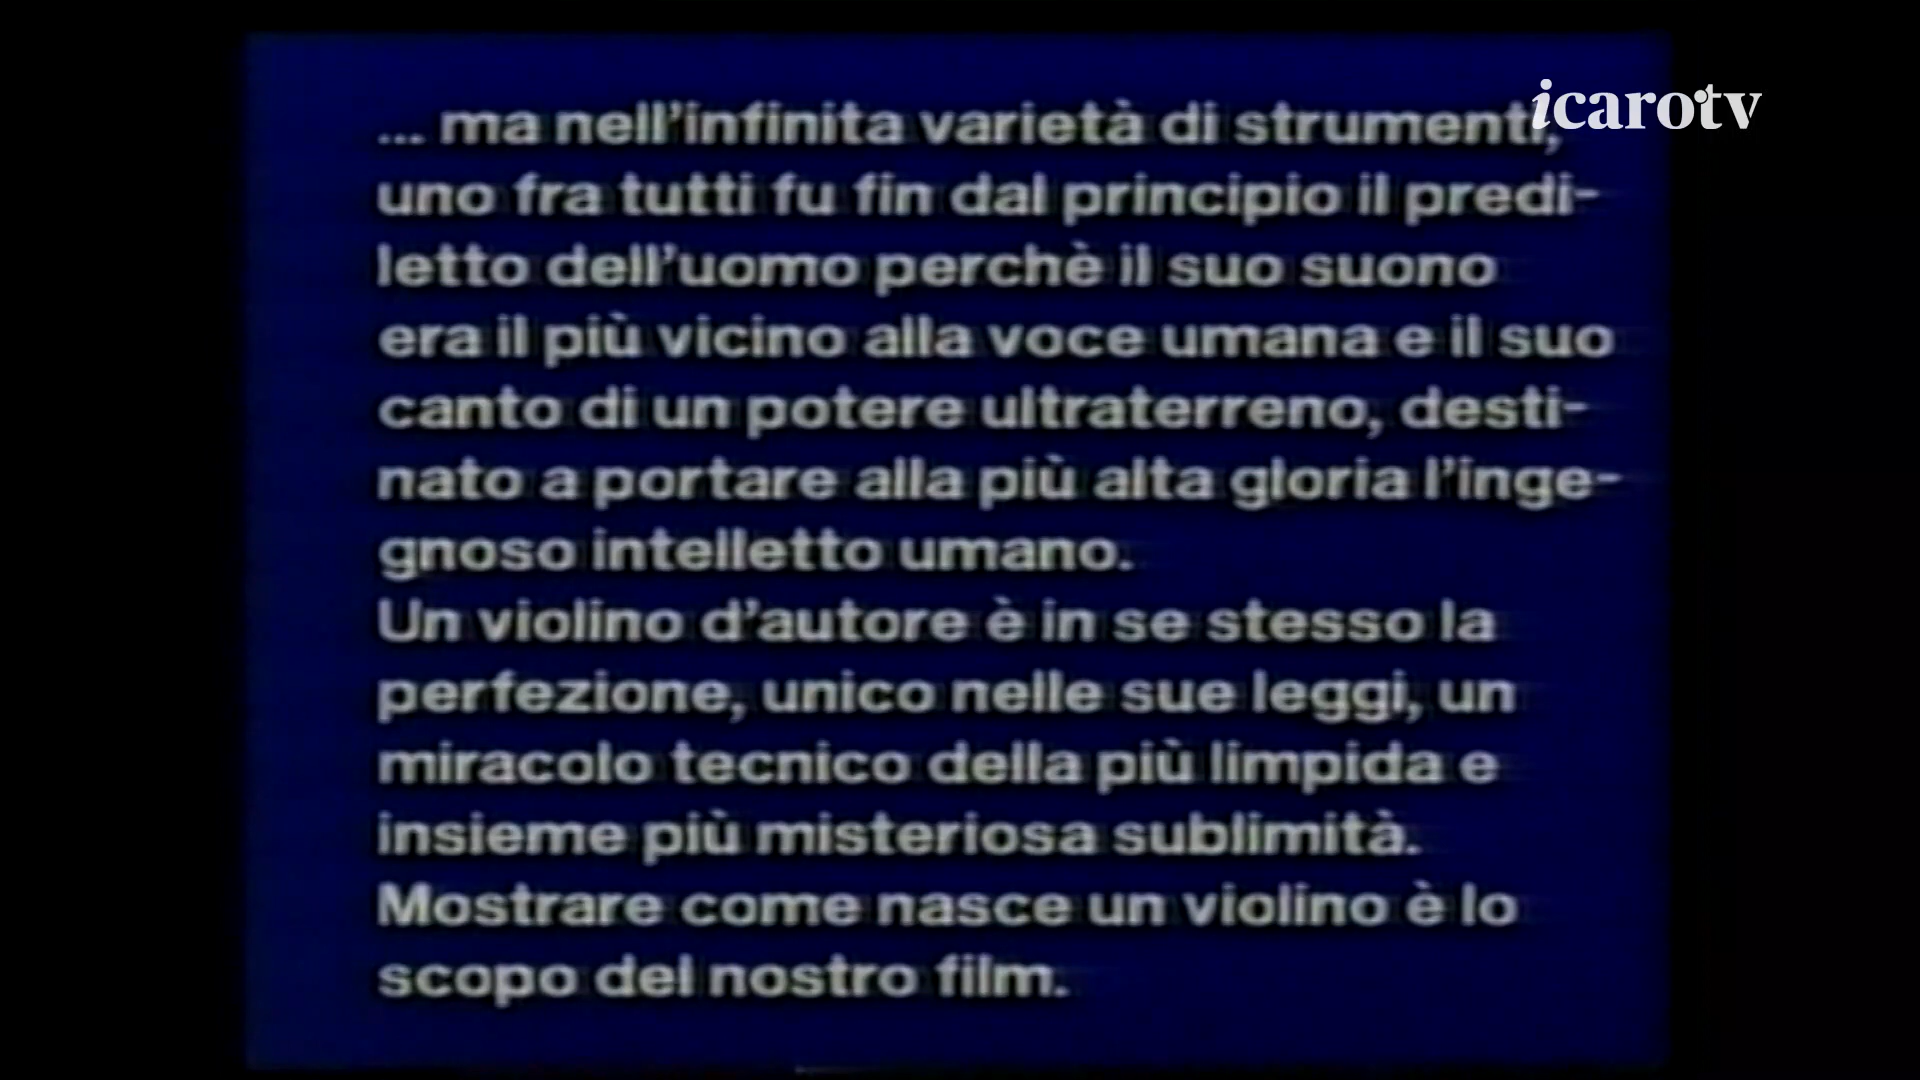 icarotv
... ma nell'infinita varietà di strumenti,
uno fra tutti fu fin dal principio il predi-
letto dell'uomo perchè il suo suono
era il più vicino alla voce umana e il suo
canto di un potere ultraterreno, desti-
nato a portare alla più alta gloria l'inge-
gnoso intelletto umano.
Un violino d'autore è in se stesso la
perfezione, unico nelle sue leggi, un
miracolo tecnico della più limpida e
insieme più misteriosa sublimità.
Mostrare come nasce un violino è lo
scopo del nostro film.